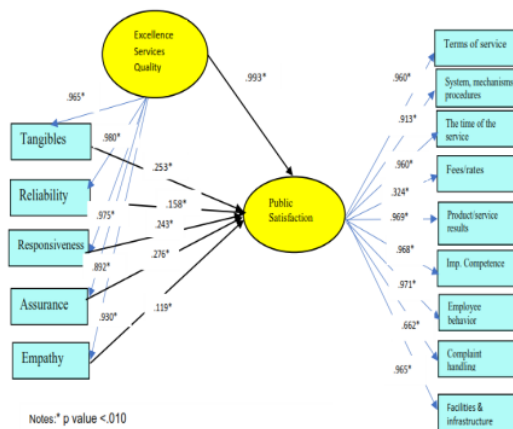 Excellence
Services
Quality
.993*
.965*
.980*
.975*
.892*
.930*
Tangibles
Reliability
Responsiveness
Assurance
Empathy
.253*
.158*
.243*
.276*
.119*
Public
Satisfaction
.960*
.913*
.960*
.324*
.969*
.968*
.971*
.662*
.965*
Terms of service
System, mechanisms
procedures
The time of the
service
Fees/rates
Product/service
results
Imp. Competence
Employee
behavior
Complaint
handling
Facilities &
infrastructure
Notes:* p value <.010